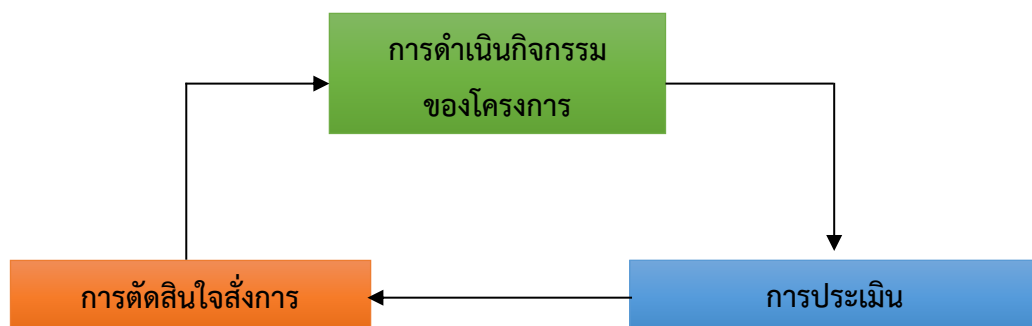 การดำเนินกิจกรรม
ของโครงการ
การตัดสินใจสั่งการ
การประเมิน